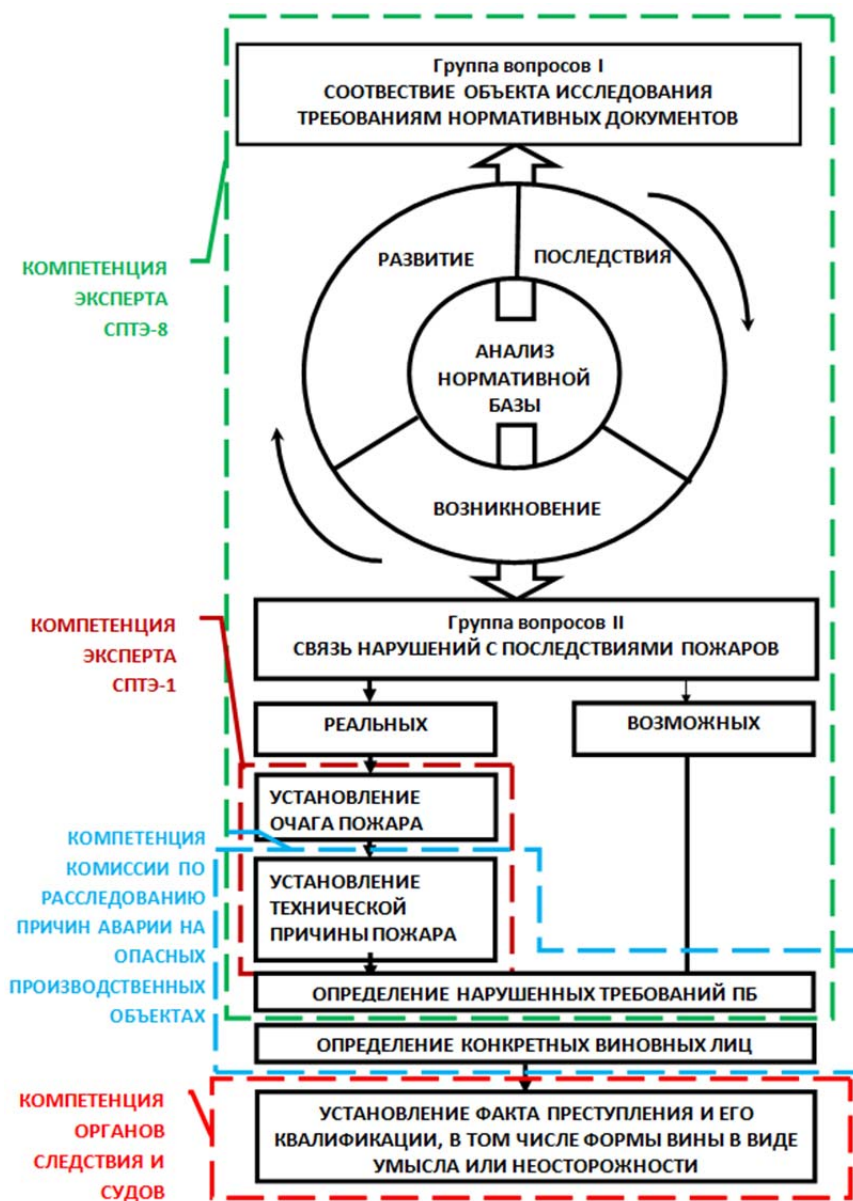 Группа вопросов I
СООТВЕСТВИЕ ОБЪЕКТА ИССЛЕДОВАНИЯ
ТРЕБОВАНИЯМ НОРМАТИВНЫХ ДОКУМЕНТОВ
КОМПЕТЕНЦИЯ
ЭКСПЕРТА
СПТЭ-8
РАЗВИТИЕ
ПОСЛЕДСТВИЯ
АНАЛИЗ
НОРМАТИВНОЙ
БАЗЫ
ВОЗНИКНОВЕНИЕ
КОМПЕТЕНЦИЯ
ЭКСПЕРТА
СПТЭ-1
Группа вопросов II
СВЯЗЬ НАРУШЕНИЙ С ПОСЛЕДСТВИЯМИ ПОЖАРОВ
РЕАЛЬНЫХ
ВОЗМОЖНЫХ
УСТАНОВЛЕНИЕ
ОЧАГА ПОЖАРА
КОМПЕТЕНЦИЯ
КОМИССИИ ПО
РАССЛЕДОВАНИЮ
ПРИЧИН АВАРИИ НА
ОПАСНЫХ
ПРОИЗВОДСТВЕННЫХ
ОБЪЕКТАХ
УСТАНОВЛЕНИЕ
ТЕХНИЧЕСКОЙ
ПРИЧИНЫ ПОЖАРА
ОПРЕДЕЛЕНИЕ НАРУШЕННЫХ ТРЕБОВАНИЙ ПБ
ОПРЕДЕЛЕНИЕ КОНКРЕТНЫХ ВИНОВНЫХ ЛИЦ
КОМПЕТЕНЦИЯ
ОРГАНОВ
СЛЕДСТВИЯ И
СУДОВ
УСТАНОВЛЕНИЕ ФАКТА ПРЕСТУПЛЕНИЯ И ЕГО
КВАЛИФИКАЦИИ, В ТОМ ЧИСЛЕ ФОРМЫ ВИНЫ В ВИДЕ
УМЫСЛА ИЛИ НЕОСТОРОЖНОСТИ